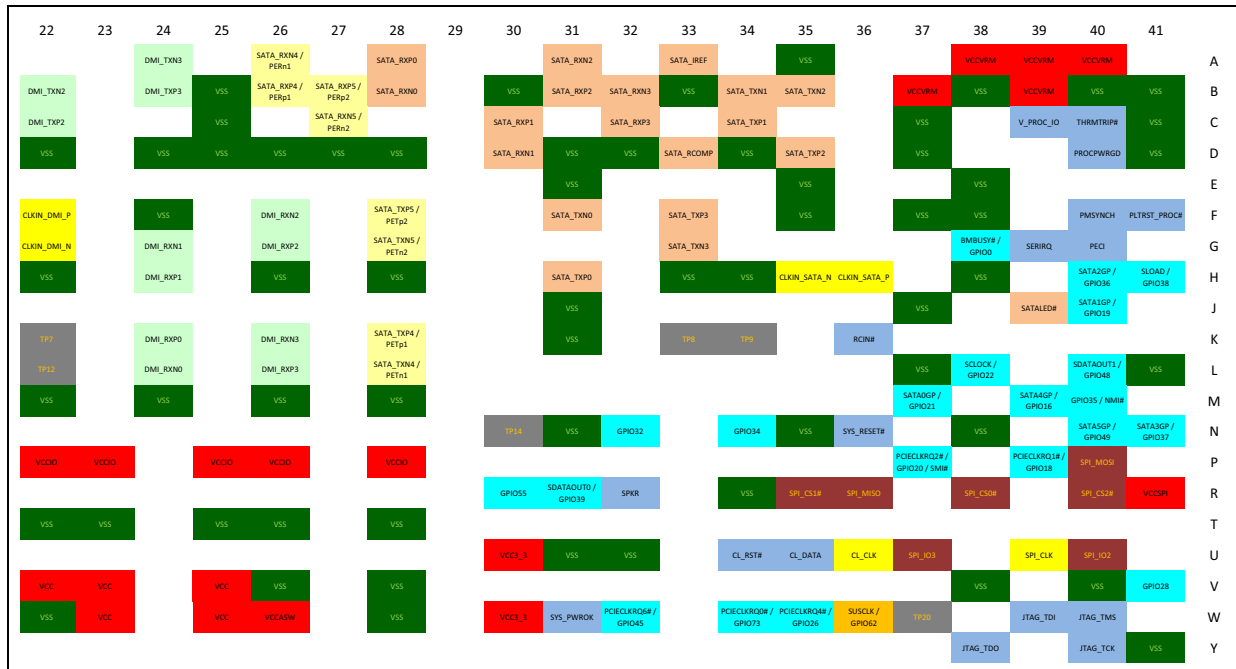 22 23 24 25 26 27 28 29 30 31 32 33 34 35 36 37 38 39 40 41
DMI_TXN3 SATA_RXN4 / PERn1 SATA_RXP0 SATA_RXN2 SATA_IREF VSS VCCVRM VCCVRM VCCVRM A
DMI_TXN2 DMI_TXP3 VSS SATA_RXP4 / PERp1 SATA_RXP5 / PERp2 SATA_RXN0 VSS SATA_RXP2 SATA_RXN3 VSS SATA_TXN1 SATA_TXN2 VCCVRM VSS VCCVRM VSS VSS B
DMI_TXP2 VSS SATA_RXN5 / PERn2 SATA_RXP1 SATA_RXP3 SATA_TXP1 VSS V_PROC_IO THRMTRIP# VSS C
VSS VSS VSS VSS VSS VSS SATA_RXN1 VSS VSS SATA_RCOMP VSS SATA_TXP2 VSS PROCPWRGD VSS D
VSS VSS VSS E
CLKIN_DMI_P VSS DMI_RXN2 SATA_TXP5 / PETp2 SATA_TXN0 SATA_TXP3 VSS VSS VSS PMSYNCH PLTRST_PROC# F
CLKIN_DMI_N DMI_RXN1 DMI_RXP2 SATA_TXN5 / PETn2 SATA_TXN3 BMBUSY# / GPIO0 SERIRQ PECI G
VSS DMI_RXP1 VSS VSS SATA_TXP0 VSS VSS CLKIN_SATA_N CLKIN_SATA_P VSS SATA2GP / GPIO36 SLOAD / GPIO38 H
VSS VSS SATALED# SATA1GP / GPIO19 J
TP7 DMI_RXP0 DMI_RXN3 SATA_TXP4 / PETp1 VSS TP8 TP9 RCIN# K
TP12 DMI_RXN0 DMI_RXP3 SATA_TXN4 / PETn1 VSS SCLOCK / GPIO22 SDATAOUT1 / GPIO48 VSS L
VSS VSS VSS VSS SATA0GP / GPIO21 SATA4GP / GPIO16 GPIO35 / NMI# M
TP14 VSS GPIO32 GPIO34 VSS SYS_RESET# VSS SATA5GP / GPIO49 SATA3GP / GPIO37 N
VCCIO VCCIO VCCIO VCCIO VCCIO PCIECLKRQ2# / GPIO20 / SMI# PCIECLKRQ1# / GPIO18 SPI_MOSI P
GPIO55 SDATAOUT0 / GPIO39 SPKR VSS SPI_CS1# SPI_MISO SPI_CS0# SPI_CS2# VCCSPI R
VSS VSS VSS VSS VSS T
VCC3_3 VSS VSS CL_RST# CL_DATA CL_CLK SPI_IO3 SPI_CLK SPI_IO2 U
VCC VCC VCC VSS VSS VSS VSS GPIO28 V
VSS VCC VCC VCCASW VSS VCC3_3 SYS_PWROK PCIECLKRQ6# / GPIO45 PCIECLKRQ0# / GPIO73 PCIECLKRQ4# / GPIO26 SUSCLK / GPIO62 TP20 JTAG_TDI JTAG_TMS W
JTAG_TDO JTAG_TCK VSS Y